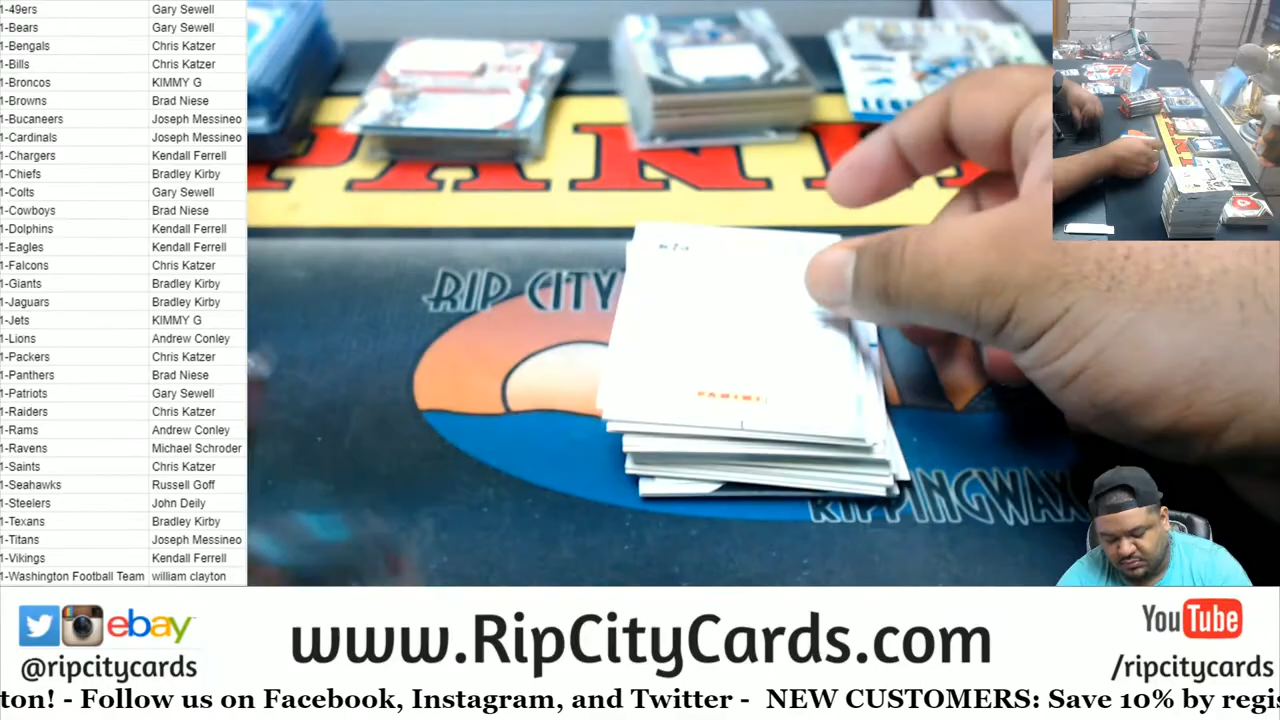 1-49ers Gary Sewell
1-Bears Gary Sewell
1-Bengals Chris Katzer
1-Bills Chris Katzer
1-Broncos KIMMY G
1-Browns Brad Niese
1-Bucaneers Joseph Messineo
1-Cardinals Joseph Messineo
1-Chargers Kendall Ferrell
1-Chiefs Bradley Kirby
1-Colts Gary Sewell
1-Cowboys Brad Niese
1-Dolphins Kendall Ferrell
1-Eagles Kendall Ferrell
1-Falcons Chris Katzer
1-Giants Bradley Kirby
1-Jaguars Bradley Kirby
1-Jets KIMMY G
1-Lions Andrew Conley
1-Packers Chris Katzer
1-Panthers Brad Niese
1-Patriots Gary Sewell
1-Raiders Chris Katzer
1-Rams Andrew Conley
1-Ravens Michael Schroder
1-Saints Chris Katzer
1-Seahawks Russell Goff
1-Steelers John Deily
1-Texans Bradley Kirby
1-Titans Joseph Messineo
1-Vikings Kendall Ferrell
1-Washington Football Team william clayton
PANINI
RIP CITY
PANINI
RIPPINGWAX
ebay
@ripcitycards
www.RipCityCards.com
YouTube
/ripcitycards
ton! - Follow us on Facebook, Instagram, and Twitter - NEW CUSTOMERS: Save 10% by regis